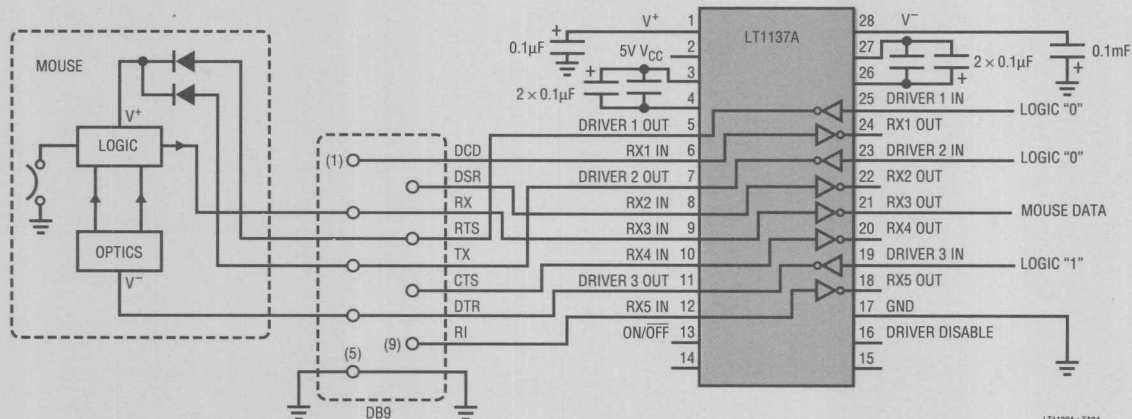 MOUSE
V+
LOGIC
OPTICS
V−
(1)
DCD
DSR
RX
RTS
TX
CTS
DTR
RI
(9)
(5)
DB9
0.1µF
+
V+
5V VCC
2 × 0.1µF
+
DRIVER 1 OUT
RX1 IN
DRIVER 2 OUT
RX2 IN
RX3 IN
RX4 IN
DRIVER 3 OUT
RX5 IN
ON/OFF
1
2
3
4
5
6
7
8
9
10
11
12
13
14
LT1137A
28
27
26
25
24
23
22
21
20
19
18
17
16
15
V−
2 × 0.1µF
+
0.1mF
+
DRIVER 1 IN
LOGIC "0"
RX1 OUT
DRIVER 2 IN
LOGIC "0"
RX2 OUT
RX3 OUT
MOUSE DATA
RX4 OUT
DRIVER 3 IN
LOGIC "1"
RX5 OUT
GND
DRIVER DISABLE